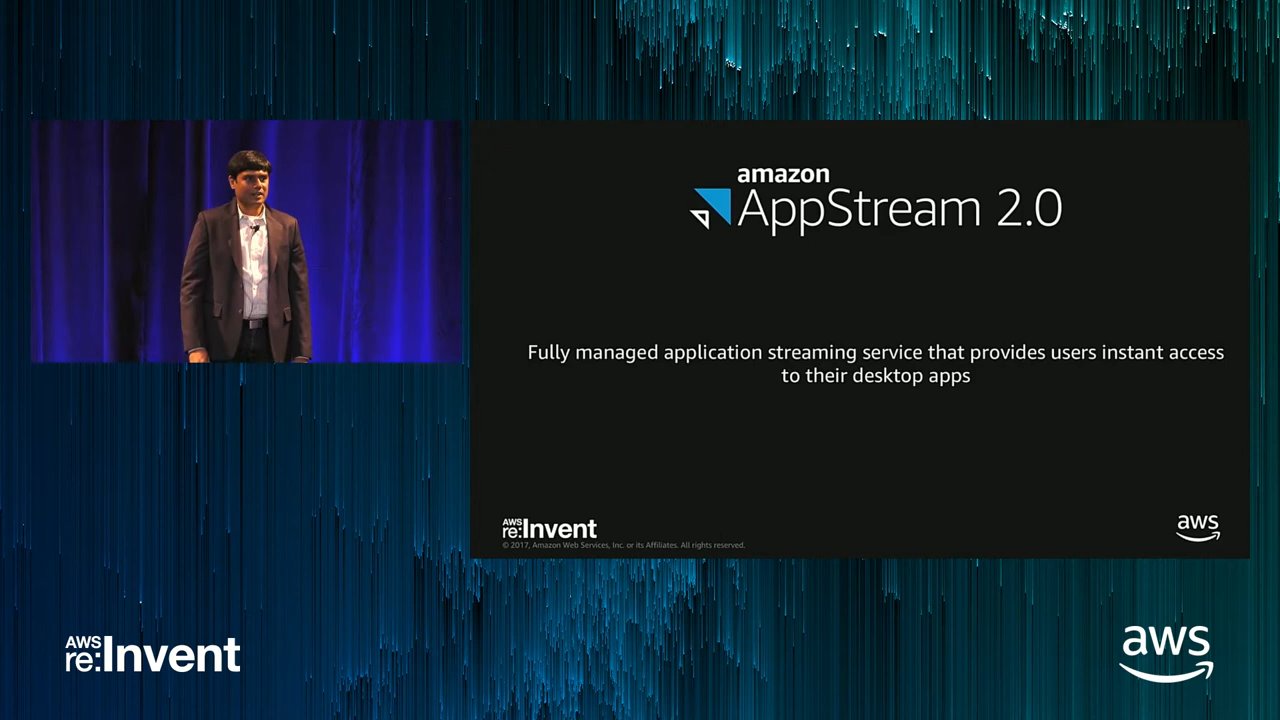 amazon
AppStream 2.0
Fully managed application streaming service that provides users instant access
to their desktop apps
AWS
re:Invent
© 2017, Amazon Web Services, Inc. or its Affiliates. All rights reserved.
aws
AWS
re:Invent
aws